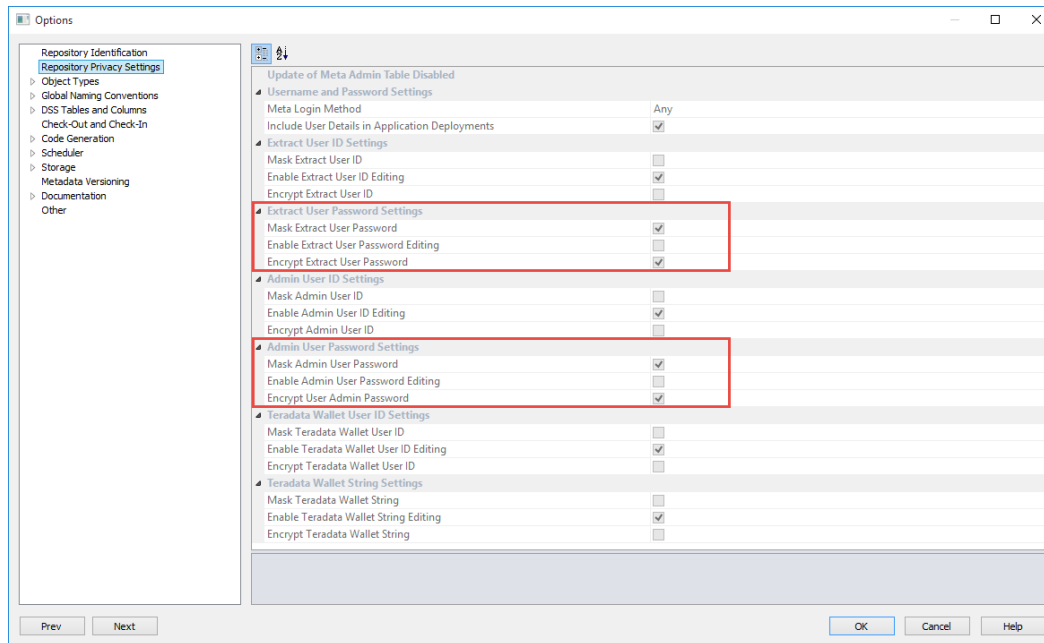 Options
Repository Identification
Repository Privacy Settings
Object Types
Global Naming Conventions
DSS Tables and Columns
Check-Out and Check-In
Code Generation
Scheduler
Storage
Metadata Versioning
Documentation
Other
Update of Meta Admin Table Disabled
Username and Password Settings
Meta Login Method Any
Include User Details in Application Deployments
Extract User ID Settings
Mask Extract User ID
Enable Extract User ID Editing
Encrypt Extract User ID
Extract User Password Settings
Mask Extract User Password
Enable Extract User Password Editing
Encrypt Extract User Password
Admin User ID Settings
Mask Admin User ID
Enable Admin User ID Editing
Encrypt Admin User ID
Admin User Password Settings
Mask Admin User Password
Enable Admin User Password Editing
Encrypt User Admin Password
Teradata Wallet User ID Settings
Mask Teradata Wallet User ID
Enable Teradata Wallet User ID Editing
Encrypt Teradata Wallet User ID
Teradata Wallet String Settings
Mask Teradata Wallet String
Enable Teradata Wallet String Editing
Encrypt Teradata Wallet String
Prev Next OK Cancel Help